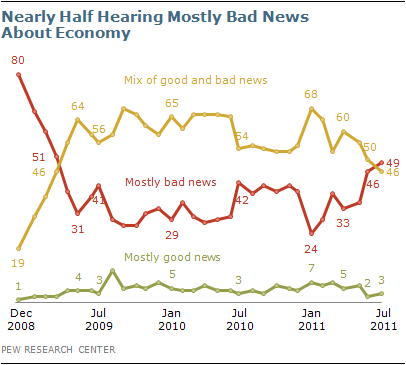 Nearly Half Hearing Mostly Bad News
About Economy
80
Mix of good and bad news
64
65
68
56
60
51
54
50
49
46
46
46
Mostly bad news
41
42
31
29
33
24
19
Mostly good news
1
4
3
5
3
7
5
2
3
Dec
2008
Jul
2009
Jan
2010
Jul
2010
Jan
2011
Jul
2011
PEW RESEARCH CENTER